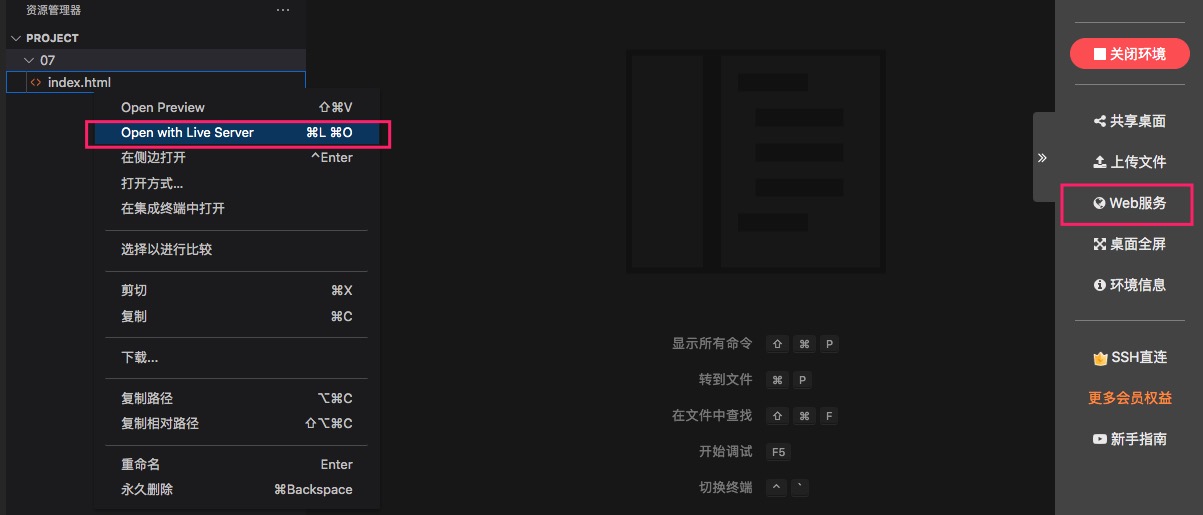 资源管理器 ···
PROJECT
07
<> index.html
Open Preview ⇧⌘V
Open with Live Server ⌘L ⌘O
在侧边打开 ^Enter
打开方式...
在集成终端中打开
选择以进行比较
剪切 ⌘X
复制 ⌘C
下载...
复制路径 ⌥⌘C
复制相对路径 ⇧⌥⌘C
重命名 Enter
永久删除 ⌘Backspace
显示所有命令 ⇧ ⌘ P
转到文件 ⌘ P
在文件中查找 ⇧ ⌘ F
开始调试 F5
切换终端 ^ `
关闭环境
共享桌面
上传文件
Web服务
桌面全屏
环境信息
SSH直连
更多会员权益
新手指南